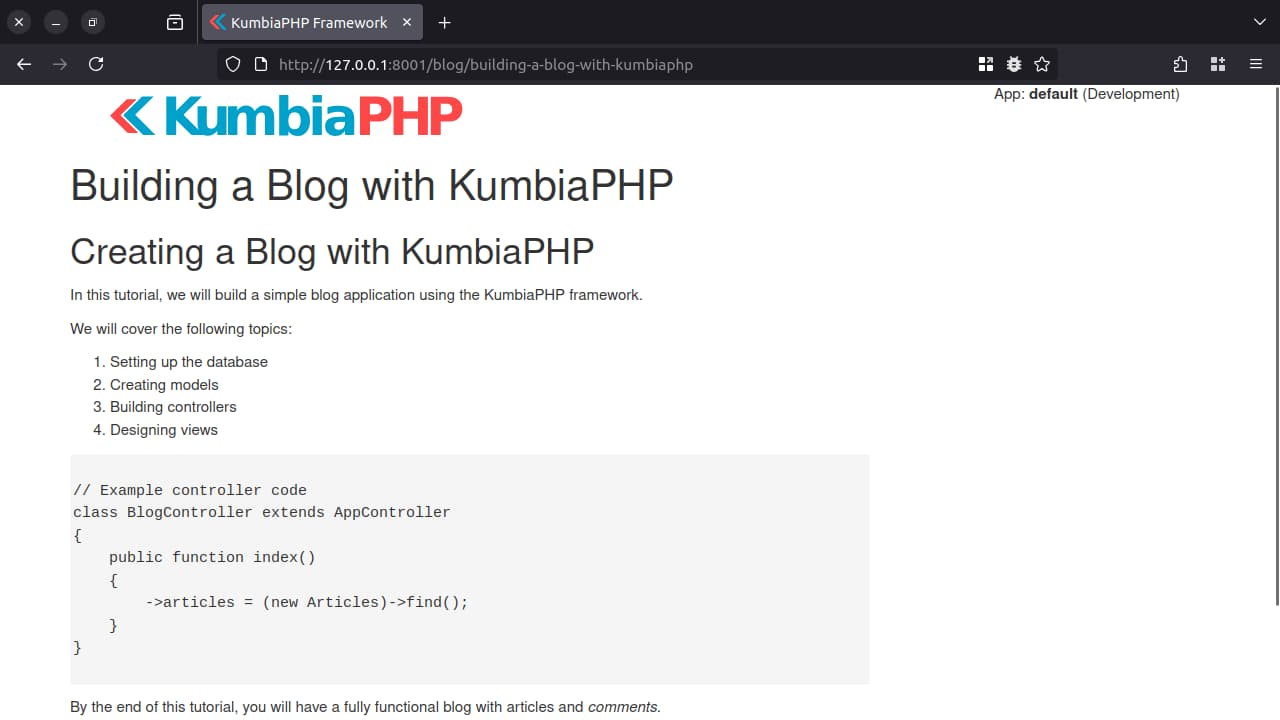 KumbiaPHP Framework
http://127.0.0.1:8001/blog/building-a-blog-with-kumbiaphp
KumbiaPHP
App: default (Development)
Building a Blog with KumbiaPHP
Creating a Blog with KumbiaPHP
In this tutorial, we will build a simple blog application using the KumbiaPHP framework.
We will cover the following topics:
1. Setting up the database
2. Creating models
3. Building controllers
4. Designing views
// Example controller code
class BlogController extends AppController
{
    public function index()
    {
        ->articles = (new Articles)->find();
    }
}
By the end of this tutorial, you will have a fully functional blog with articles and comments.